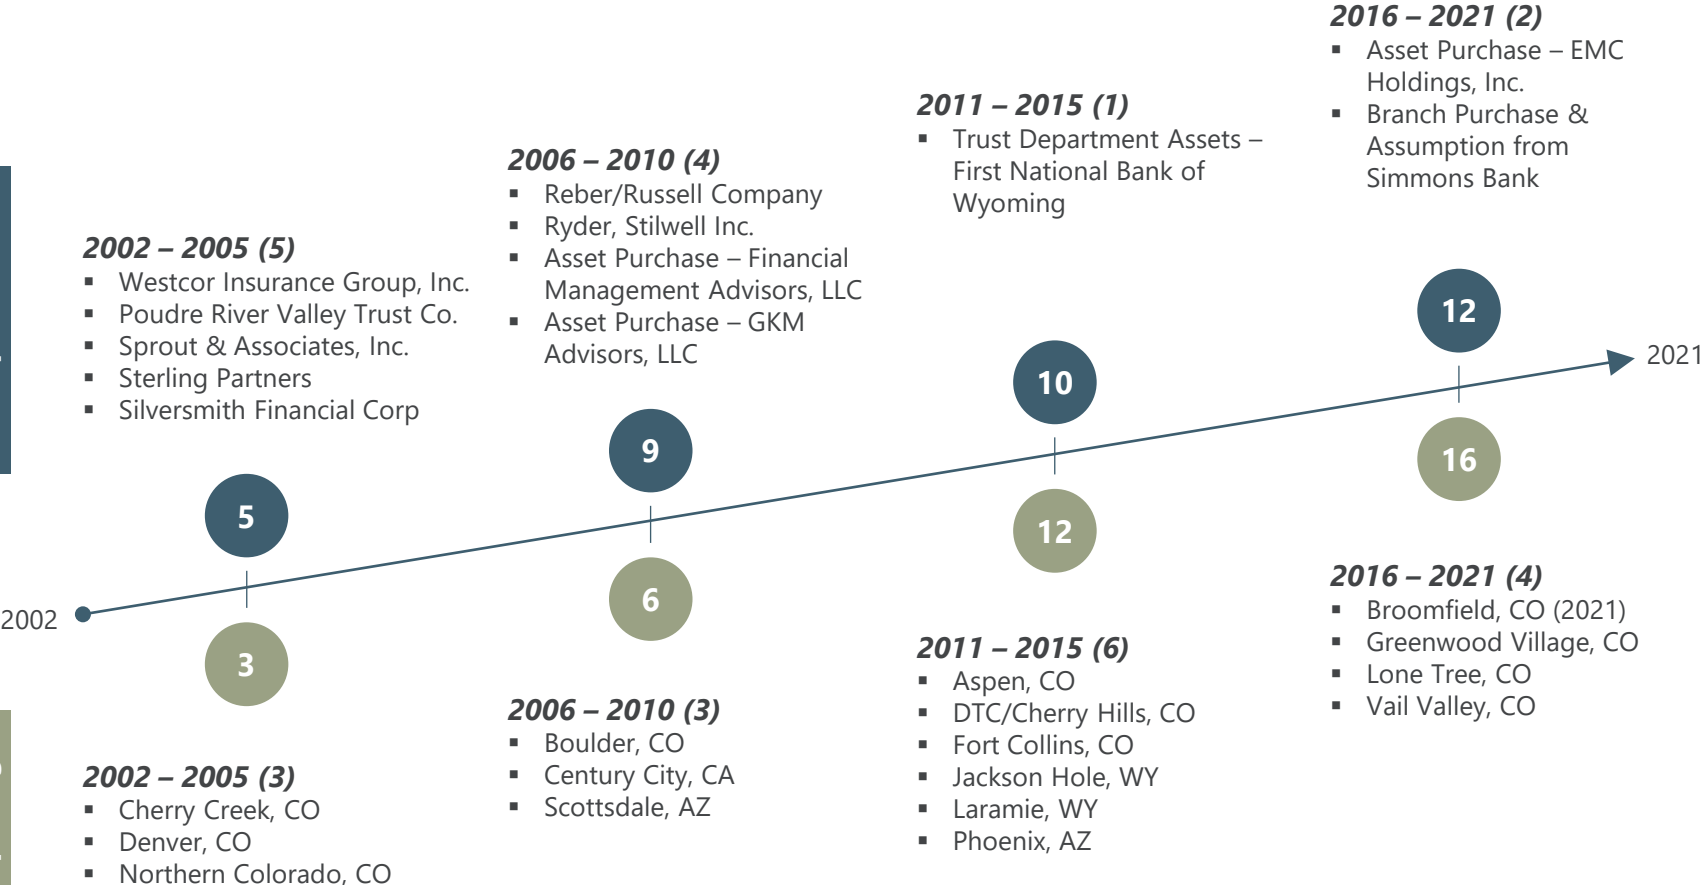 2002 – 2005 (5)
▪ Westcor Insurance Group, Inc.
▪ Poudre River Valley Trust Co.
▪ Sprout & Associates, Inc.
▪ Sterling Partners
▪ Silversmith Financial Corp
2006 – 2010 (4)
▪ Reber/Russell Company
▪ Ryder, Stilwell Inc.
▪ Asset Purchase – Financial
Management Advisors, LLC
▪ Asset Purchase – GKM
Advisors, LLC
2011 – 2015 (1)
▪ Trust Department Assets –
First National Bank of
Wyoming
2016 – 2021 (2)
▪ Asset Purchase – EMC
Holdings, Inc.
▪ Branch Purchase &
Assumption from
Simmons Bank
5
9
10
12
2002
2021
3
6
12
16
2002 – 2005 (3)
▪ Cherry Creek, CO
▪ Denver, CO
▪ Northern Colorado, CO
2006 – 2010 (3)
▪ Boulder, CO
▪ Century City, CA
▪ Scottsdale, AZ
2011 – 2015 (6)
▪ Aspen, CO
▪ DTC/Cherry Hills, CO
▪ Fort Collins, CO
▪ Jackson Hole, WY
▪ Laramie, WY
▪ Phoenix, AZ
2016 – 2021 (4)
▪ Broomfield, CO (2021)
▪ Greenwood Village, CO
▪ Lone Tree, CO
▪ Vail Valley, CO